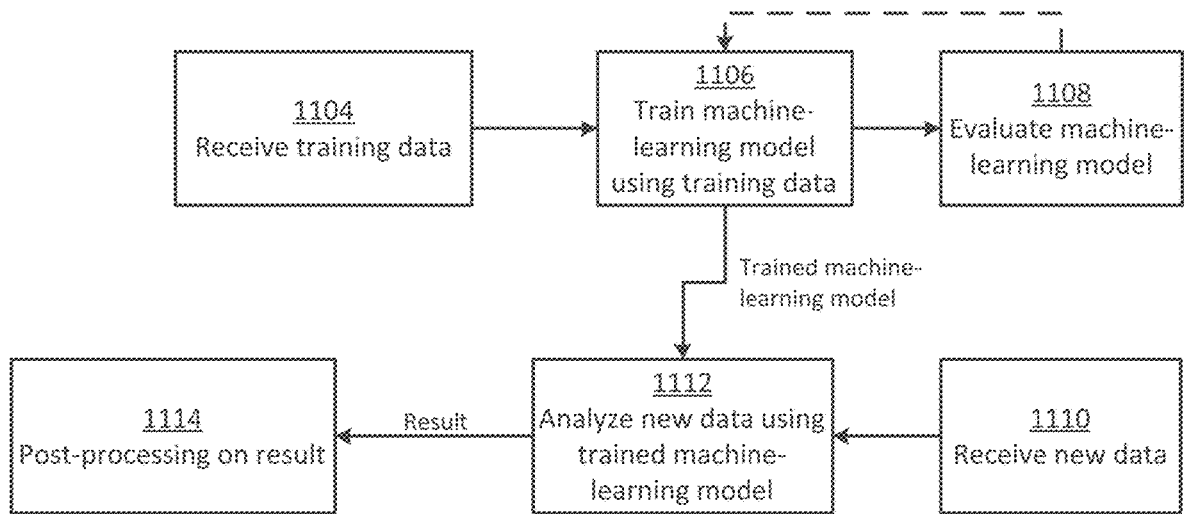 1104
Receive training data
1106
Train machine-
learning model
using training data
1108
Evaluate machine-
learning model
Trained machine-
learning model
1114
Post-processing on result
Result
1112
Analyze new data using
trained machine-
learning model
1110
Receive new data